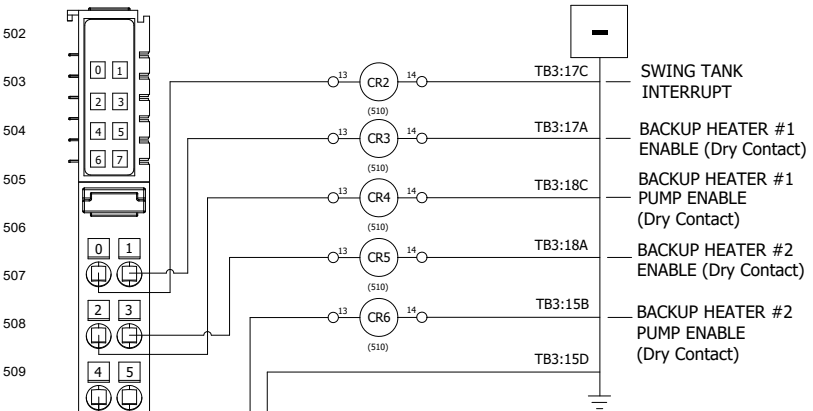 502
0 1
503
13 CR2 14 TB3:17C SWING TANK
INTERRUPT
(510)
2 3
504
4 5
13 CR3 14 TB3:17A BACKUP HEATER #1
ENABLE (Dry Contact)
(510)
6 7
505
13 CR4 14 TB3:18C BACKUP HEATER #1
PUMP ENABLE
(Dry Contact)
(510)
506
0 1
13 CR5 14 TB3:18A BACKUP HEATER #2
ENABLE (Dry Contact)
(510)
507
2 3
508
13 CR6 14 TB3:15B BACKUP HEATER #2
PUMP ENABLE
(Dry Contact)
(510)
509
4 5
TB3:15D